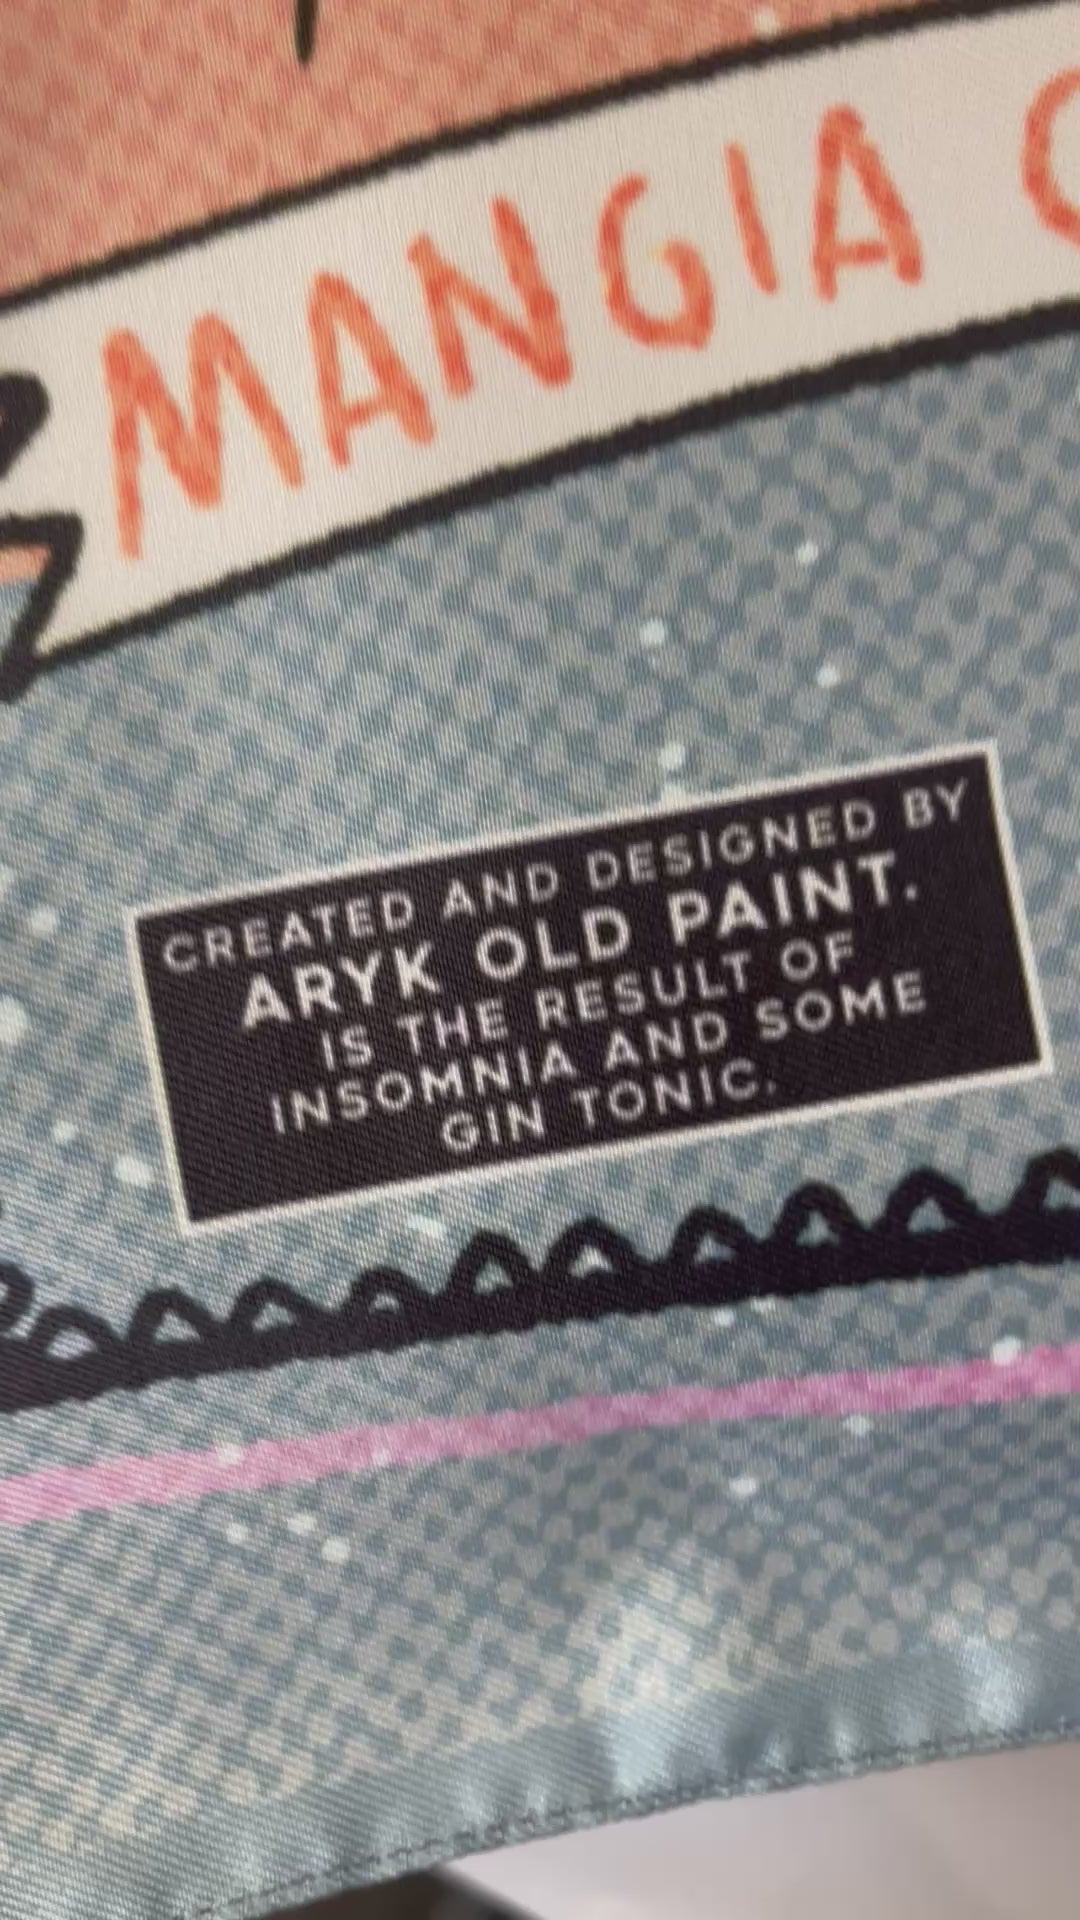 MANGIA
CREATED AND DESIGNED BY
ARYK OLD PAINT.
IS THE RESULT OF
INSOMNIA AND SOME
GIN TONIC.